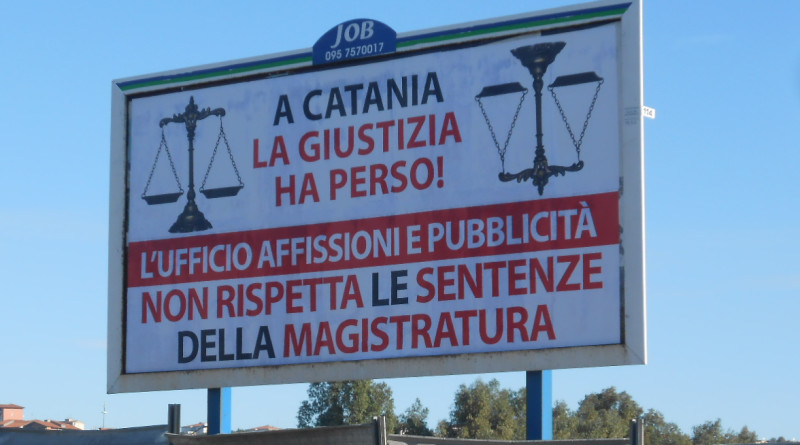 JOB
095 7570017
A CATANIA
LA GIUSTIZIA
HA PERSO!
L'UFFICIO AFFISSIONI E PUBBLICITÀ
NON RISPETTA LE SENTENZE
DELLA MAGISTRATURA